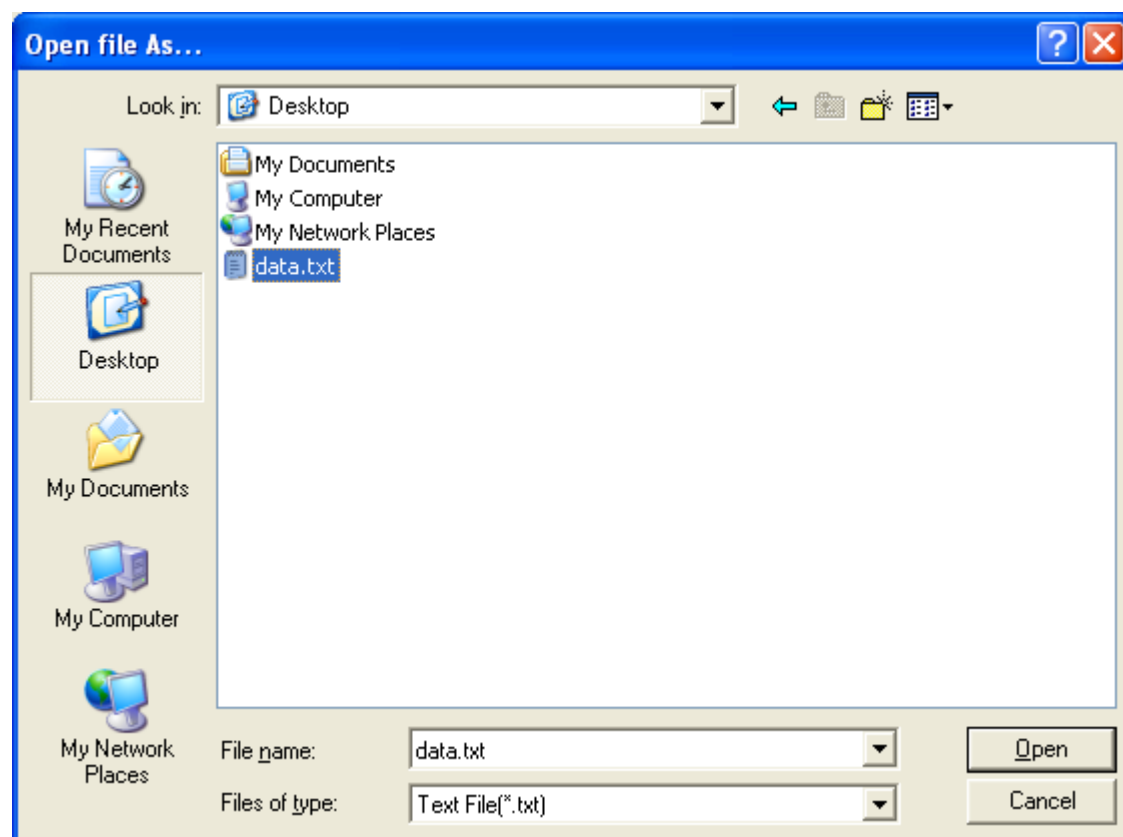 Open file As...
Look in: Desktop
My Recent
Documents
Desktop
My Documents
My Computer
My Network
Places
My Documents
My Computer
My Network Places
data.txt
File name: data.txt
Open
Files of type: Text File(*.txt)
Cancel